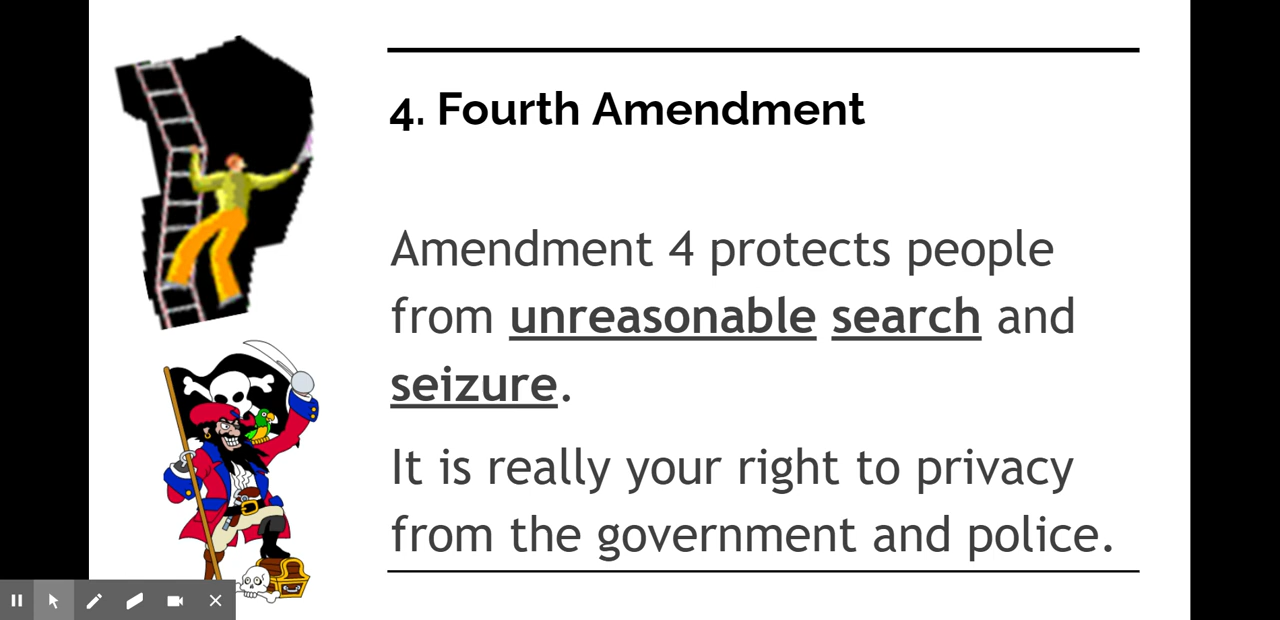 4. Fourth Amendment
Amendment 4 protects people
from unreasonable search and
seizure.
It is really your right to privacy
from the government and police.